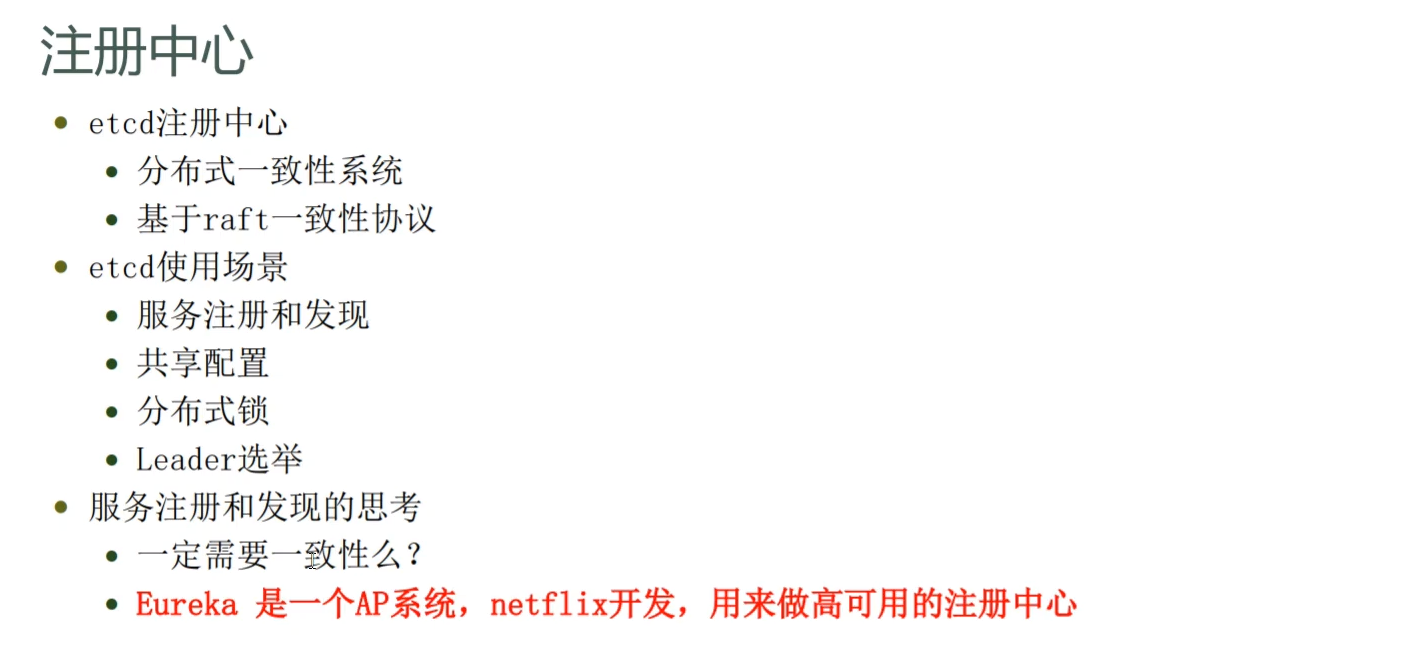 注册中心
etcd注册中心
分布式一致性系统
基于raft一致性协议
etcd使用场景
服务注册和发现
共享配置
分布式锁
Leader选举
服务注册和发现的思考
一定需要一致性么？
Eureka 是一个AP系统，netflix开发，用来做高可用的注册中心